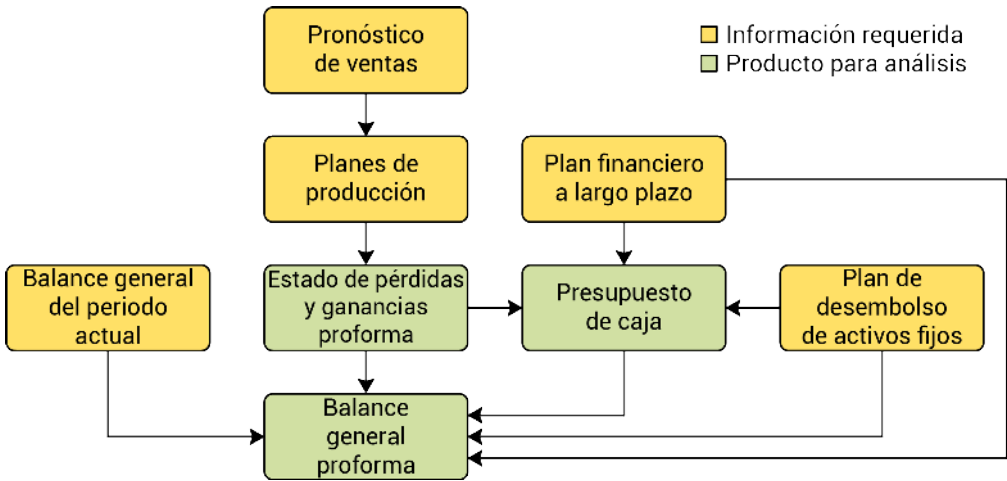 Pronóstico
de ventas
Información requerida
Producto para análisis
Planes de
producción
Plan financiero
a largo plazo
Balance general
del periodo
actual
Estado de pérdidas
y ganancias
proforma
Presupuesto
de caja
Plan de
desembolso
de activos fijos
Balance
general
proforma